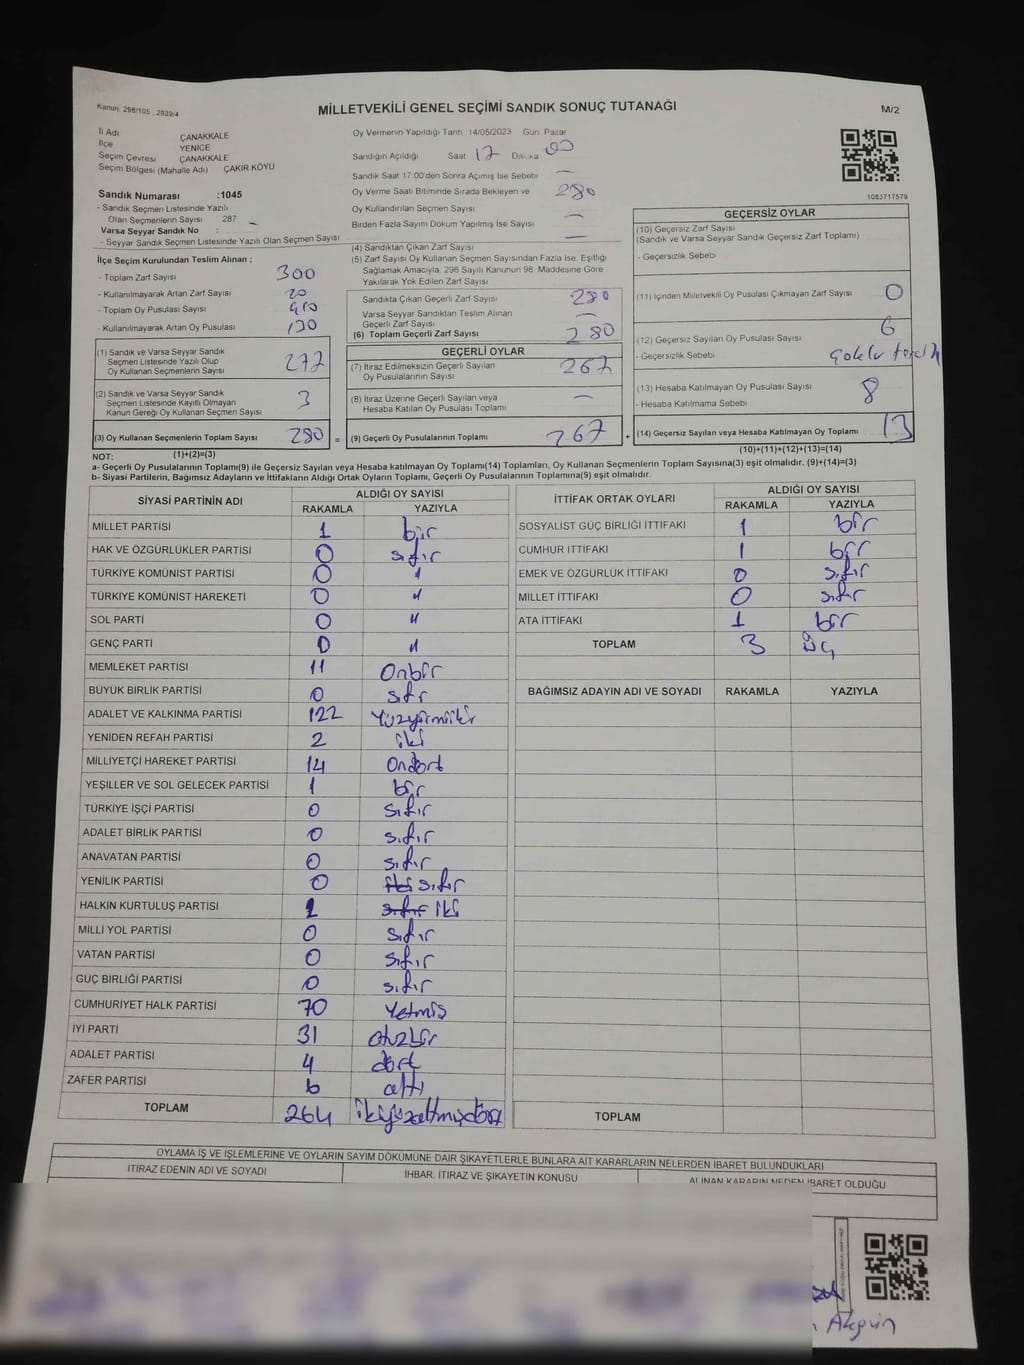 Kanun, 298/105 , 2839/4
MİLLETVEKİLİ GENEL SEÇİMİ SANDIK SONUÇ TUTANAĞI
M/2
İl Adı ÇANAKKALE
İlçe YENİCE
Seçim Çevresi ÇANAKKALE
Seçim Bölgesi (Mahalle Adı) ÇAKIR KÖYÜ
Sandık Numarası :1045
- Sandık Seçmen Listesinde Yazılı
Olan Seçmenlerin Sayısı 287
Varsa Seyyar Sandık No :
- Seyyar Sandık Seçmen Listesinde Yazılı Olan Seçmen Sayısı
İlçe Seçim Kurulundan Teslim Alınan ;
- Toplam Zarf Sayısı 300
- Kullanılmayarak Artan Zarf Sayısı 20
- Toplam Oy Pusulası Sayısı
- Kullanılmayarak Artan Oy Pusulası 130
(1) Sandık ve Varsa Seyyar Sandık
Seçmen Listesinde Yazılı Olup
Oy Kullanan Seçmenlerin Sayısı 277
(2) Sandık ve Varsa Seyyar Sandık
Seçmen Listesinde Kayıtlı Olmayan
Kanun Gereği Oy Kullanan Seçmen Sayısı 3
(3) Oy Kullanan Seçmenlerin Toplam Sayısı 280 =
Oy Vermenin Yapıldığı Tarih 14/05/2023 Gün Pazar
Sandığın Açıldığı Saat 17 Dakika 00
Sandık Saat 17.00'den Sonra Açımış İse Sebebi —
Oy Verme Saati Bitiminde Sırada Bekleyen ve 280
Oy Kullandırılan Seçmen Sayısı —
Birden Fazla Sayım Döküm Yapılmış İse Sayısı —
(4) Sandıktan Çıkan Zarf Sayısı
(5) Zarf Sayısı Oy Kullanan Seçmen Sayısından Fazla İse, Eşitliği
Sağlamak Amacıyla, 298 Sayılı Kanunun 98. Maddesine Göre
Yakılarak Yok Edilen Zarf Sayısı
Sandıkta Çıkan Geçerli Zarf Sayısı 280
Varsa Seyyar Sandıktan Teslim Alınan
Geçerli Zarf Sayısı —
(6) Toplam Geçerli Zarf Sayısı 280
GEÇERLİ OYLAR
(7) İtiraz Edilmeksizin Geçerli Sayılan
Oy Pusulalarının Sayısı 267
(8) İtiraz Üzerine Geçerli Sayılan veya
Hesaba Katılan Oy Pusulası Toplamı —
(9) Geçerli Oy Pusulalarının Toplamı 267 +
1083717579
GEÇERSİZ OYLAR
(10) Geçersiz Zarf Sayısı
(Sandık ve Varsa Seyyar Sandık Geçersiz Zarf Toplamı)
- Geçersizlik Sebebi
(11) İçinden Milletvekili Oy Pusulası Çıkmayan Zarf Sayısı 0
(12) Geçersiz Sayılan Oy Pusulası Sayısı 6
- Geçersizlik Sebebi
(13) Hesaba Katılmayan Oy Pusulası Sayısı 8
- Hesaba Katılmama Sebebi
(14) Geçersiz Sayılan veya Hesaba Katılmayan Oy Toplamı 13
NOT: (1)+(2)=(3)
(10)+(11)+(12)+(13)=(14)
a- Geçerli Oy Pusulalarının Toplamı(9) ile Geçersiz Sayılan veya Hesaba katılmayan Oy Toplamı(14) Toplamları, Oy Kullanan Seçmenlerin Toplam Sayısına(3) eşit olmalıdır. (9)+(14)=(3)
b- Siyasi Partilerin, Bağımsız Adayların ve İttifakların Aldığı Ortak Oyların Toplamı, Geçerli Oy Pusulalarının Toplamına(9) eşit olmalıdır.
SİYASİ PARTİNİN ADI ALDIĞI OY SAYISI
RAKAMLA YAZIYLA
MİLLET PARTİSİ 1 bir
HAK VE ÖZGÜRLÜKLER PARTİSİ 0 sıfır
TÜRKİYE KOMÜNİST PARTİSİ 0 "
TÜRKİYE KOMÜNİST HAREKETİ 0 "
SOL PARTİ 0 "
GENÇ PARTİ 0 "
MEMLEKET PARTİSİ 11 Onbir
BÜYÜK BİRLİK PARTİSİ 0 sıfır
ADALET VE KALKINMA PARTİSİ 122 Yüzyirmiiki
YENİDEN REFAH PARTİSİ 2 iki
MİLLİYETÇİ HAREKET PARTİSİ 14 Ondört
YEŞİLLER VE SOL GELECEK PARTİSİ 1 bir
TÜRKİYE İŞÇİ PARTİSİ 0 sıfır
ADALET BİRLİK PARTİSİ 0 sıfır
ANAVATAN PARTİSİ 0 sıfır
YENİLİK PARTİSİ 0 iki sıfır
HALKIN KURTULUŞ PARTİSİ 2 sıfır iki
MİLLİ YOL PARTİSİ 0 sıfır
VATAN PARTİSİ 0 sıfır
GÜÇ BİRLİĞİ PARTİSİ 0 sıfır
CUMHURİYET HALK PARTİSİ 70 Yetmiş
İYİ PARTİ 31 otuzbir
ADALET PARTİSİ 4 dört
ZAFER PARTİSİ 6 altı
TOPLAM 264 ikiyüzaltmışdört
İTTİFAK ORTAK OYLARI ALDIĞI OY SAYISI
RAKAMLA YAZIYLA
SOSYALİST GÜÇ BİRLİĞİ İTTİFAKI 1 bir
CUMHUR İTTİFAKI 1 bir
EMEK VE ÖZGÜRLÜK İTTİFAKI 0 sıfır
MİLLET İTTİFAKI 0 sıfır
ATA İTTİFAKI 1 bir
TOPLAM 3 Üç
BAĞIMSIZ ADAYIN ADI VE SOYADI RAKAMLA YAZIYLA
TOPLAM
OYLAMA İŞ VE İŞLEMLERİNE VE OYLARIN SAYIM DÖKÜMÜNE DAİR ŞİKAYETLERLE BUNLARA AİT KARARLARIN NELERDEN İBARET BULUNDUKLARI
İTİRAZ EDENİN ADI VE SOYADI İHBAR, İTİRAZ VE ŞİKAYETİN KONUSU ALINAN KARARIN NEDEN İBARET OLDUĞU